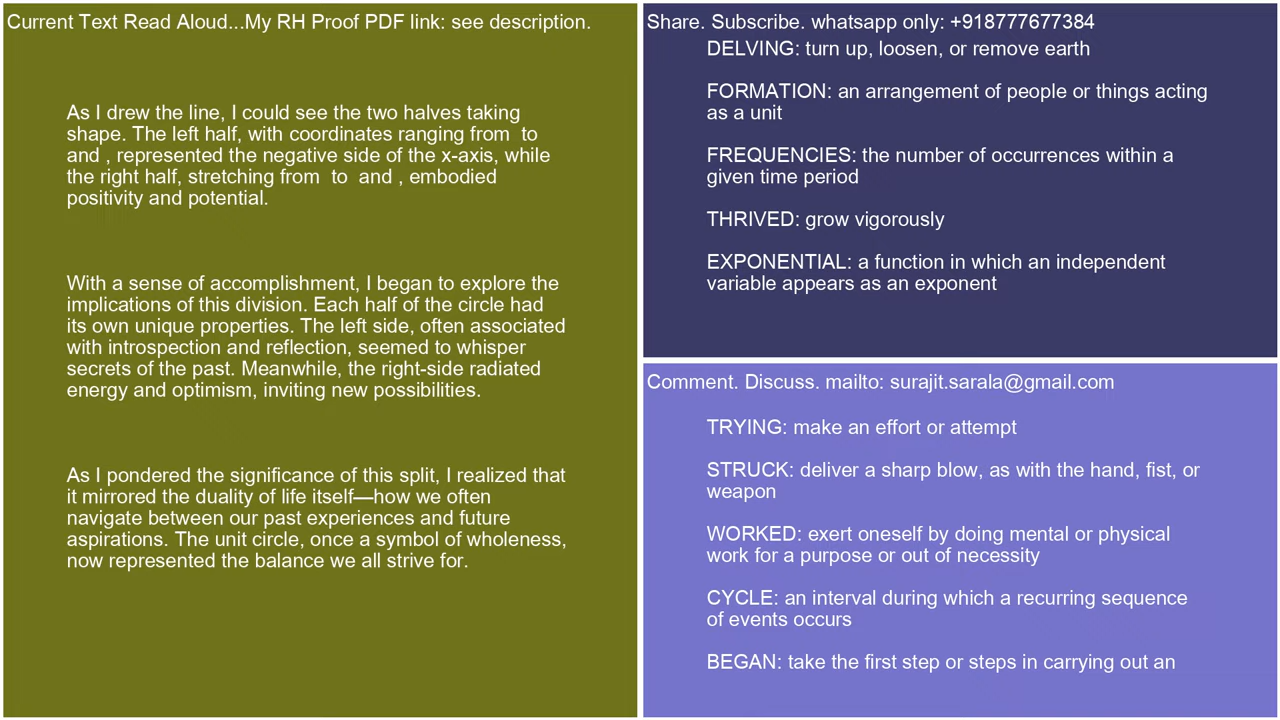 Current Text Read Aloud...My RH Proof PDF link: see description.
As I drew the line, I could see the two halves taking
shape. The left half, with coordinates ranging from  to
and , represented the negative side of the x-axis, while
the right half, stretching from  to  and , embodied
positivity and potential.
With a sense of accomplishment, I began to explore the
implications of this division. Each half of the circle had
its own unique properties. The left side, often associated
with introspection and reflection, seemed to whisper
secrets of the past. Meanwhile, the right-side radiated
energy and optimism, inviting new possibilities.
As I pondered the significance of this split, I realized that
it mirrored the duality of life itself—how we often
navigate between our past experiences and future
aspirations. The unit circle, once a symbol of wholeness,
now represented the balance we all strive for.
Share. Subscribe. whatsapp only: +918777677384
DELVING: turn up, loosen, or remove earth
FORMATION: an arrangement of people or things acting
as a unit
FREQUENCIES: the number of occurrences within a
given time period
THRIVED: grow vigorously
EXPONENTIAL: a function in which an independent
variable appears as an exponent
Comment. Discuss. mailto: surajit.sarala@gmail.com
TRYING: make an effort or attempt
STRUCK: deliver a sharp blow, as with the hand, fist, or
weapon
WORKED: exert oneself by doing mental or physical
work for a purpose or out of necessity
CYCLE: an interval during which a recurring sequence
of events occurs
BEGAN: take the first step or steps in carrying out an